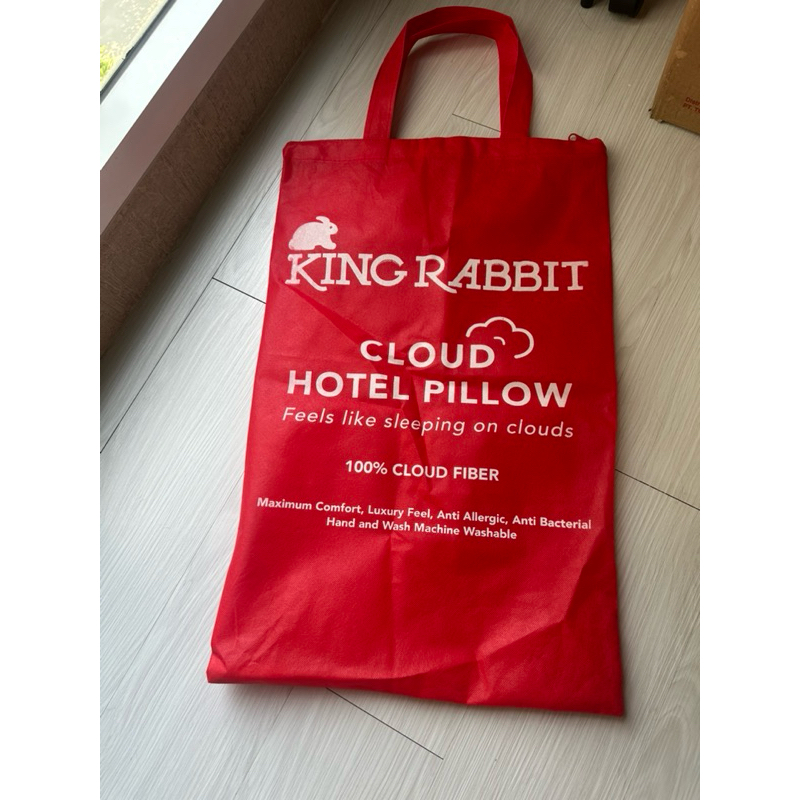 KING RABBIT
CLOUD
HOTEL PILLOW
Feels like sleeping on clouds
100% CLOUD FIBER
Maximum Comfort, Luxury Feel, Anti Allergic, Anti Bacterial
Hand and Wash Machine Washable